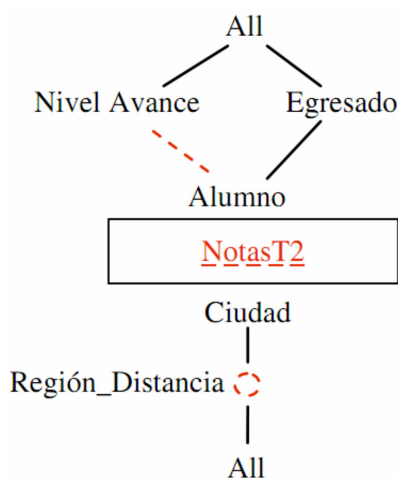 All
Nivel Avance Egresado
Alumno
NotasT2
Ciudad
Región_Distancia
All